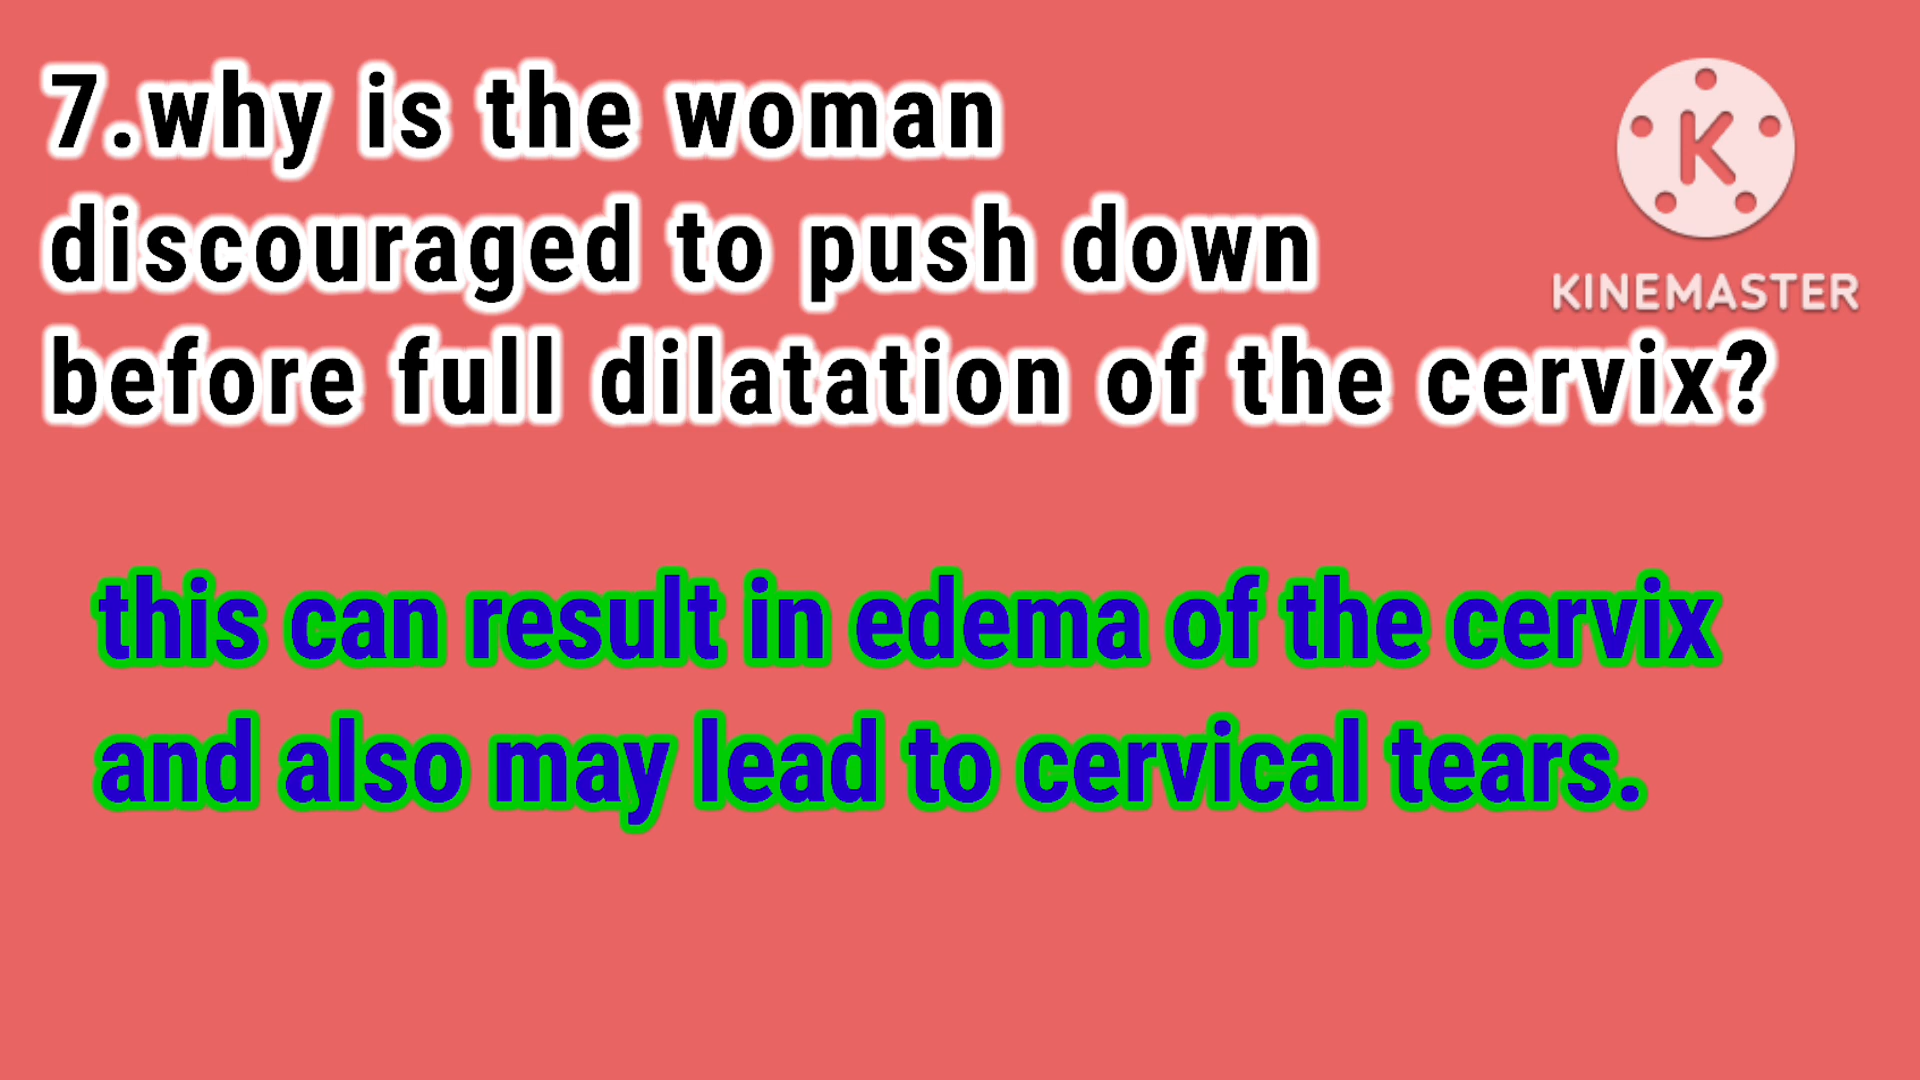 7.why is the woman
discouraged to push down
before full dilatation of the cervix?
K
KINEMASTER
this can result in edema of the cervix
and also may lead to cervical tears.